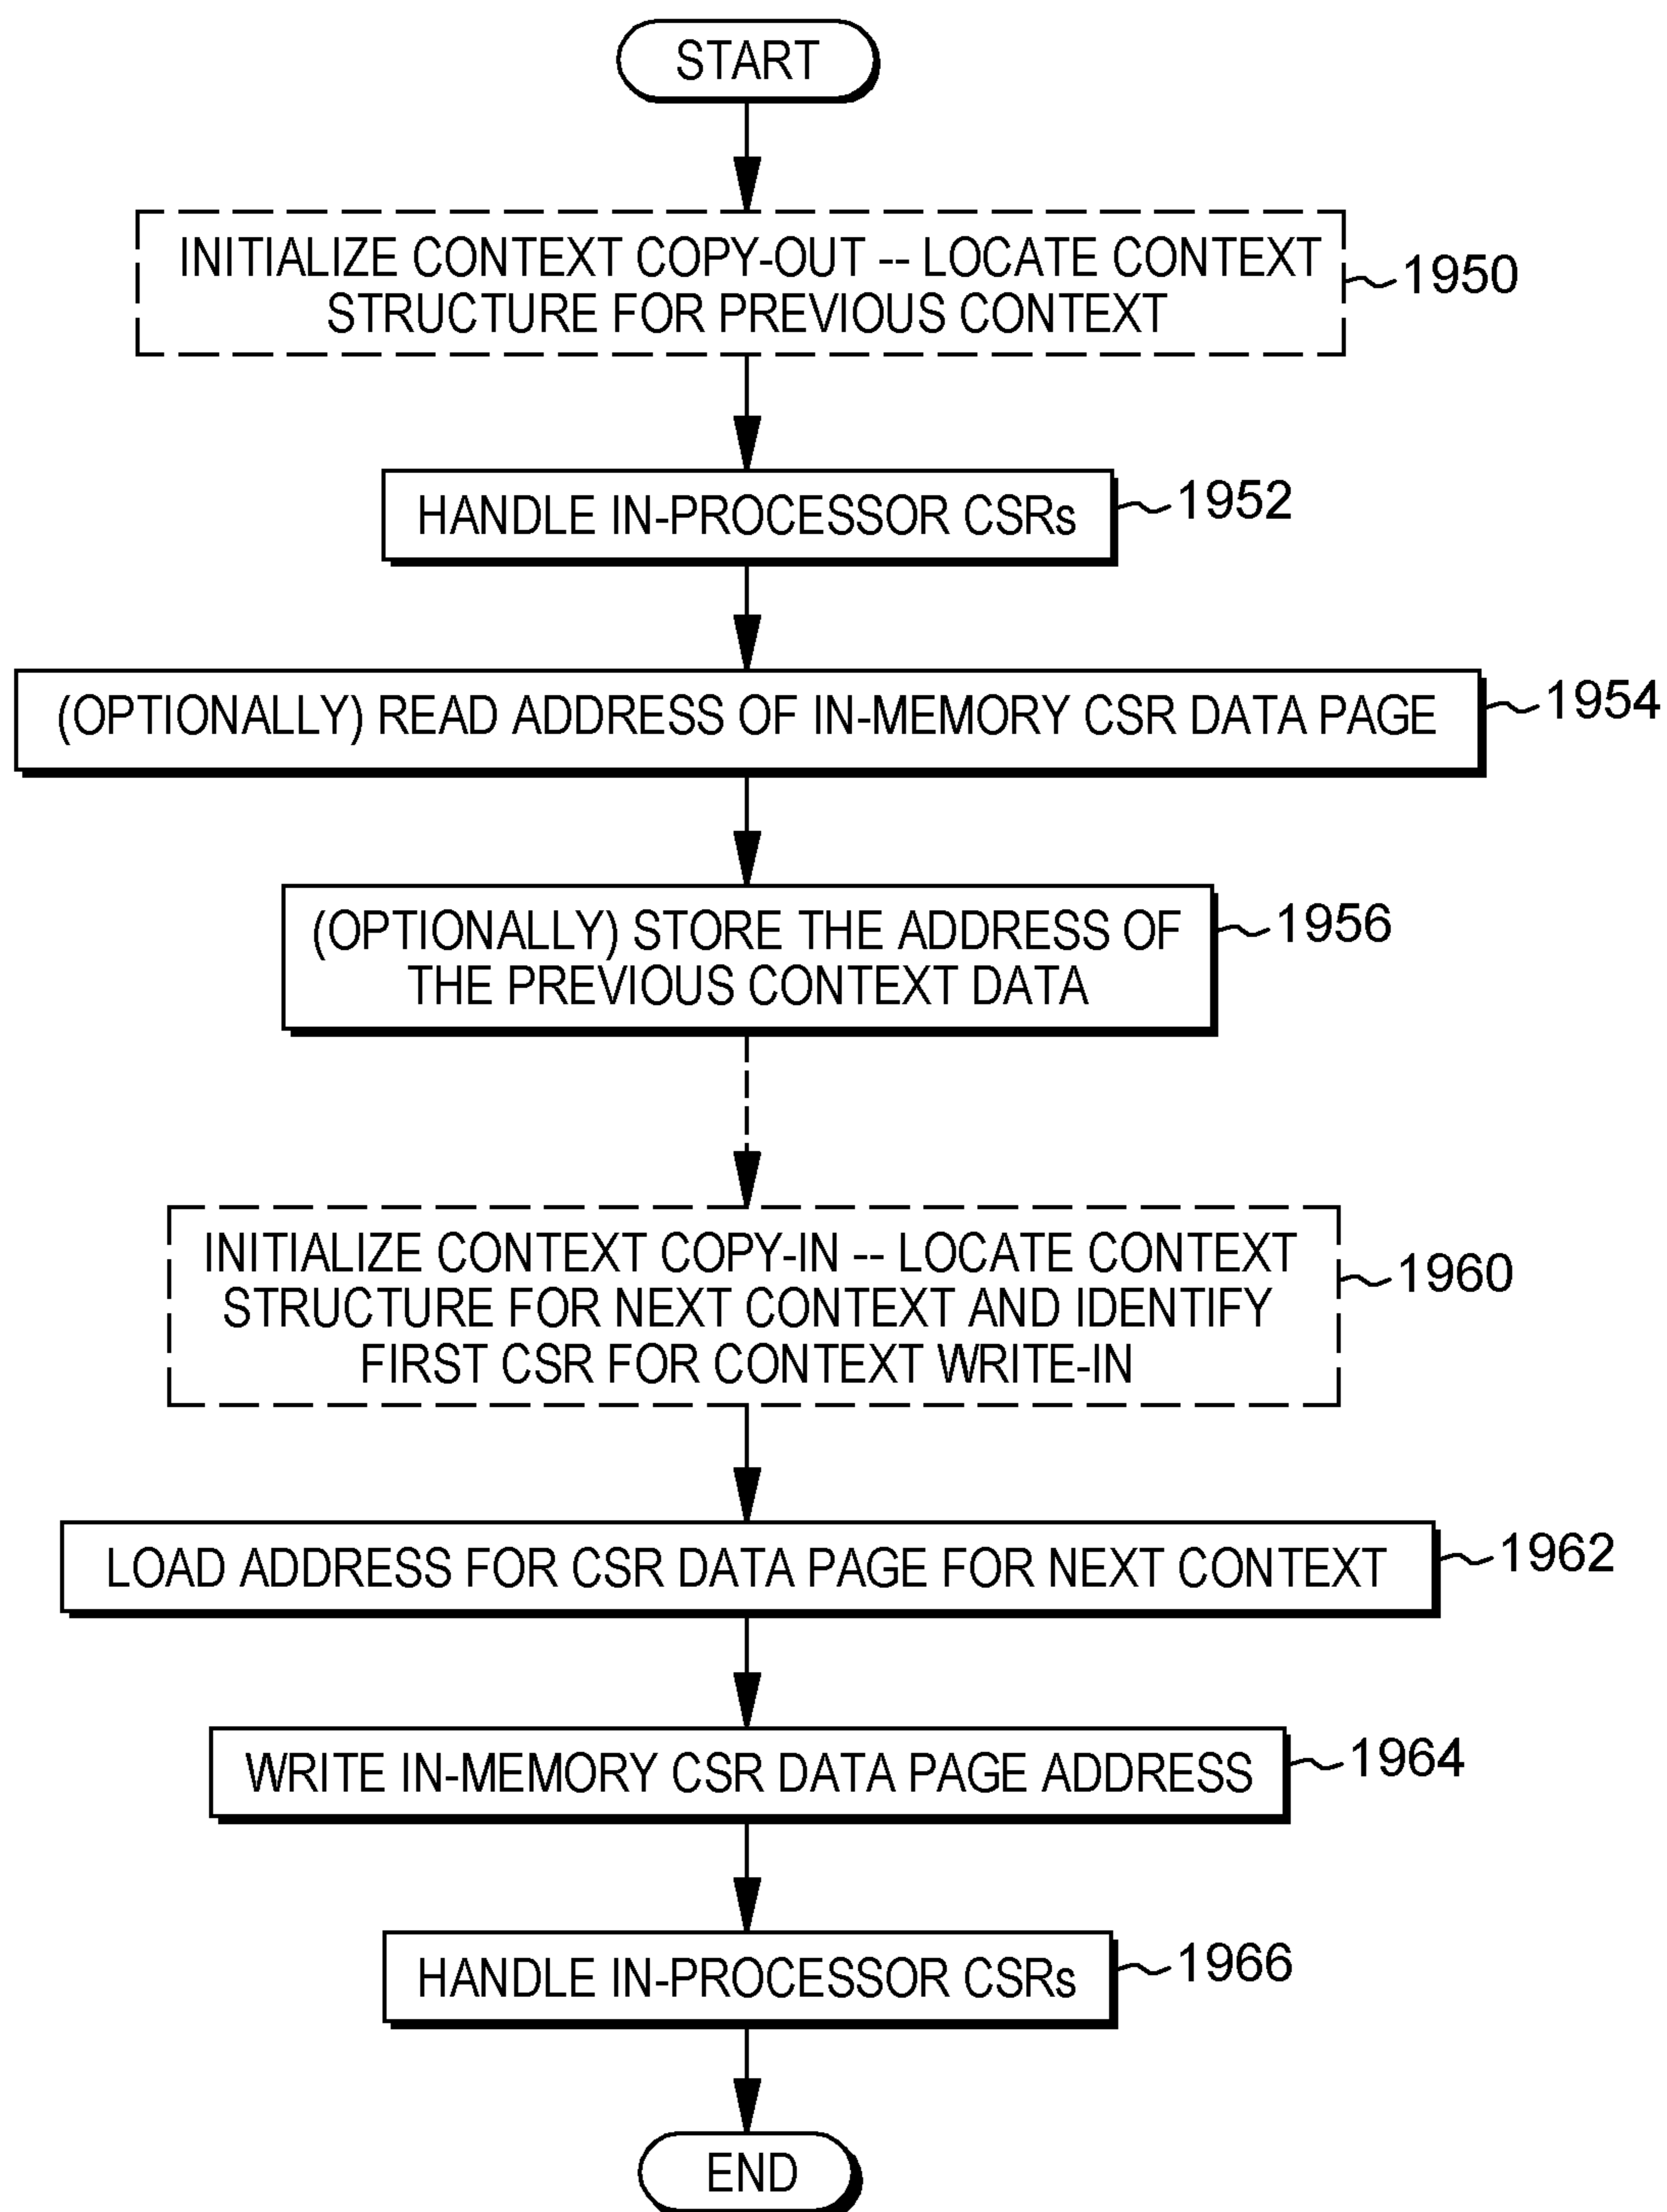 START
INITIALIZE CONTEXT COPY-OUT -- LOCATE CONTEXT
STRUCTURE FOR PREVIOUS CONTEXT
1950
HANDLE IN-PROCESSOR CSRs
1952
(OPTIONALLY) READ ADDRESS OF IN-MEMORY CSR DATA PAGE
1954
(OPTIONALLY) STORE THE ADDRESS OF
THE PREVIOUS CONTEXT DATA
1956
INITIALIZE CONTEXT COPY-IN -- LOCATE CONTEXT
STRUCTURE FOR NEXT CONTEXT AND IDENTIFY
FIRST CSR FOR CONTEXT WRITE-IN
1960
LOAD ADDRESS FOR CSR DATA PAGE FOR NEXT CONTEXT
1962
WRITE IN-MEMORY CSR DATA PAGE ADDRESS
1964
HANDLE IN-PROCESSOR CSRs
1966
END